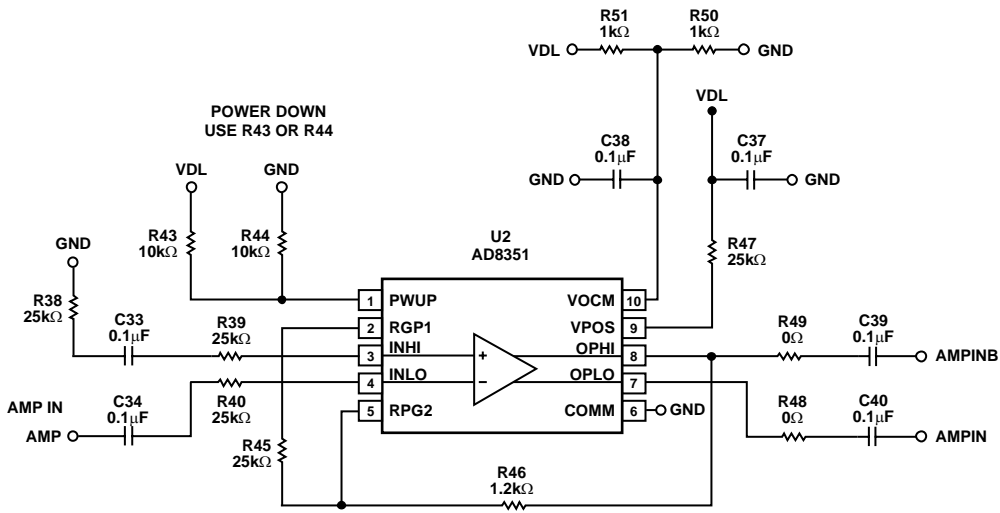 R51
1kΩ
R50
1kΩ
VDL
GND
POWER DOWN
USE R43 OR R44
VDL
C38
0.1μF
C37
0.1μF
VDL
GND
GND
GND
U2
AD8351
GND
R43
10kΩ
R44
10kΩ
R47
25kΩ
R38
25kΩ
1 PWUP
VOCM 10
C33
0.1μF
R39
25kΩ
2 RGP1
VPOS 9
R49
0Ω
C39
0.1μF
3 INHI
+
OPHI 8
AMPINB
4 INLO
–
OPLO 7
AMP IN
AMP
C34
0.1μF
R40
25kΩ
5 RPG2
COMM 6
GND
R48
0Ω
C40
0.1μF
AMPIN
R45
25kΩ
R46
1.2kΩ